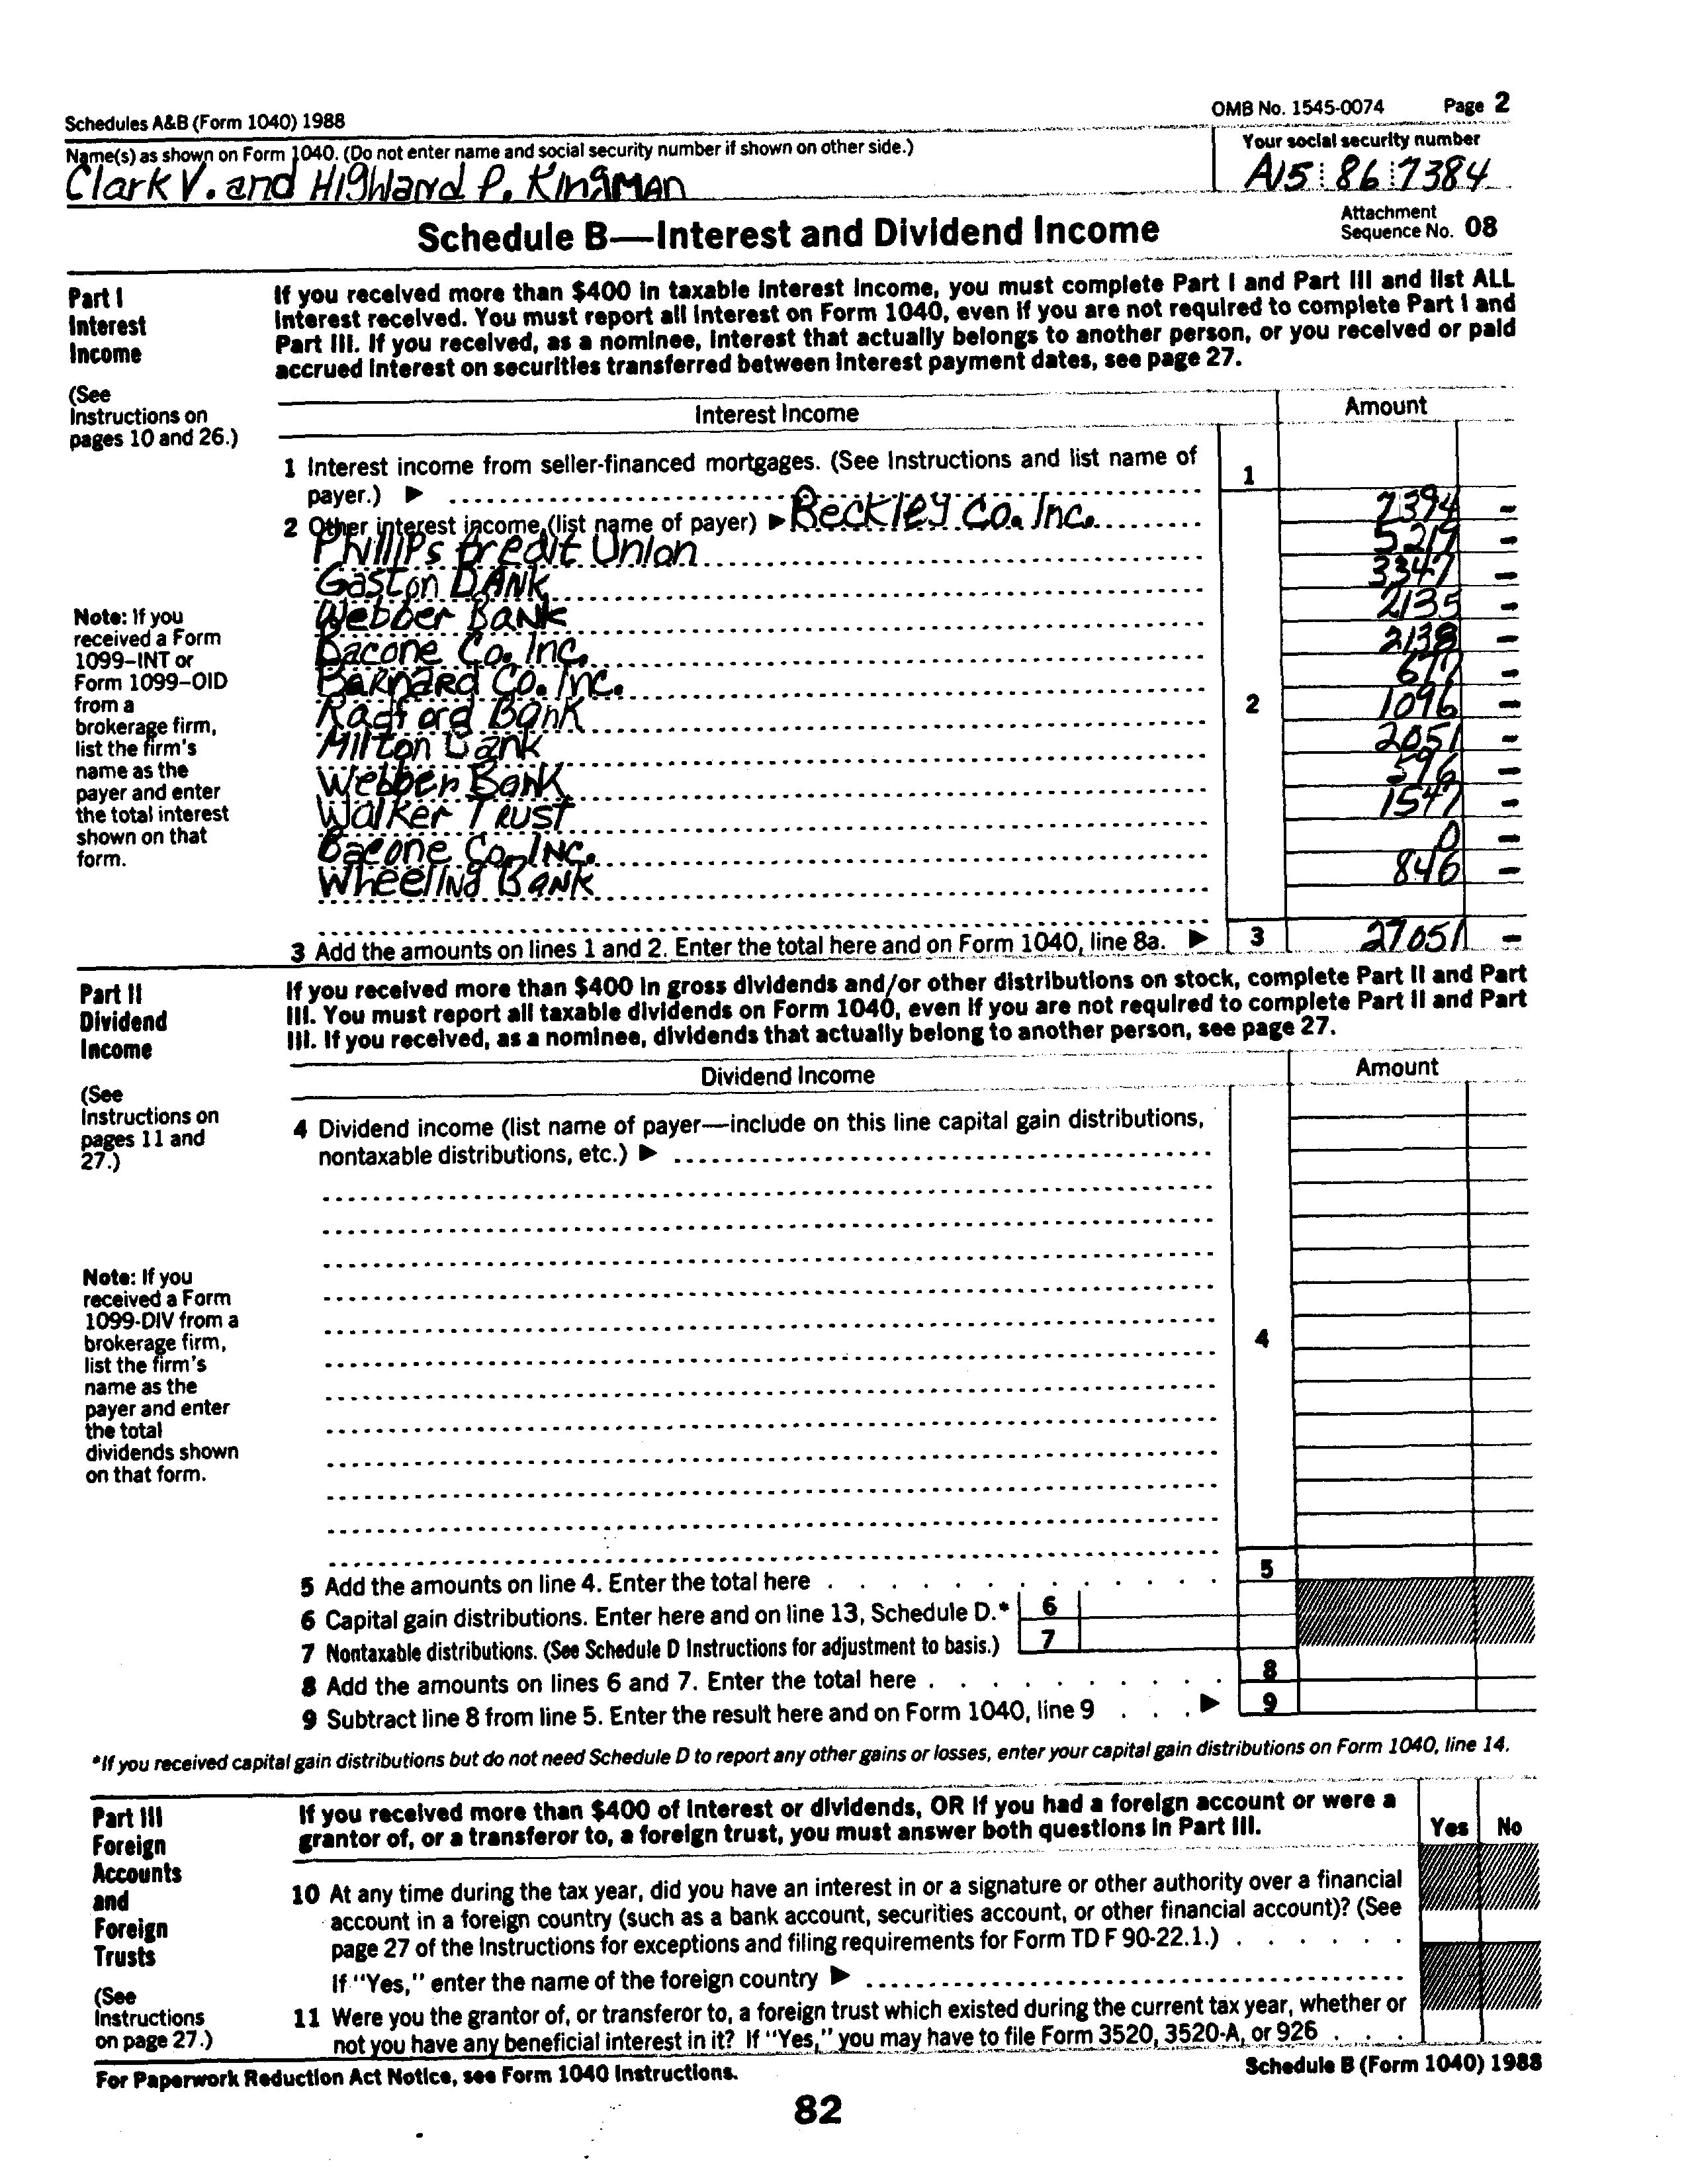 Schedules A&B (Form 1040) 1988
OMB No. 1545-0074 Page 2
Name(s) as shown on Form 1040. (Do not enter name and social security number if shown on other side.)
Your social security number
Clark V. and Highland P. Kingman
A15 86 7384
Schedule B—Interest and Dividend Income
Attachment
Sequence No. 08
Part I
Interest
Income
(See
Instructions on
pages 10 and 26.)
If you received more than $400 in taxable interest income, you must complete Part I and Part III and list ALL
interest received. You must report all interest on Form 1040, even if you are not required to complete Part I and
Part III. If you received, as a nominee, interest that actually belongs to another person, or you received or paid
accrued interest on securities transferred between interest payment dates, see page 27.
Interest Income Amount
1 Interest income from seller-financed mortgages. (See Instructions and list name of
payer.) ▶ 1
2 Other interest income (list name of payer) ▶ Beckley Co. Inc. 7394 -
Phillips Credit Union 5217 -
Gaston Bank 3347 -
Webber Bank 2135 -
Bacone Co. Inc. 2138 -
Barnard Co. Inc. 677 -
2
Radford Bank 1096 -
Milton Bank 2051 -
Webber Bank 596 -
Walker Trust 1547 -
Bacone Co. Inc. 0 -
Wheeling Bank 846 -
Note: If you
received a Form
1099–INT or
Form 1099–OID
from a
brokerage firm,
list the firm's
name as the
payer and enter
the total interest
shown on that
form.
3 Add the amounts on lines 1 and 2. Enter the total here and on Form 1040, line 8a. ▶ 3 27051 -
Part II
Dividend
Income
(See
Instructions on
pages 11 and
27.)
If you received more than $400 in gross dividends and/or other distributions on stock, complete Part II and Part
III. You must report all taxable dividends on Form 1040, even if you are not required to complete Part II and Part
III. If you received, as a nominee, dividends that actually belong to another person, see page 27.
Dividend Income Amount
4 Dividend income (list name of payer—include on this line capital gain distributions,
nontaxable distributions, etc.) ▶
4
Note: If you
received a Form
1099-DIV from a
brokerage firm,
list the firm's
name as the
payer and enter
the total
dividends shown
on that form.
5 Add the amounts on line 4. Enter the total here 5
6 Capital gain distributions. Enter here and on line 13, Schedule D.* 6
7 Nontaxable distributions. (See Schedule D Instructions for adjustment to basis.) 7
8 Add the amounts on lines 6 and 7. Enter the total here 8
9 Subtract line 8 from line 5. Enter the result here and on Form 1040, line 9 ▶ 9
*If you received capital gain distributions but do not need Schedule D to report any other gains or losses, enter your capital gain distributions on Form 1040, line 14.
Part III
Foreign
Accounts
and
Foreign
Trusts
(See
Instructions
on page 27.)
If you received more than $400 of interest or dividends, OR if you had a foreign account or were a
grantor of, or a transferor to, a foreign trust, you must answer both questions in Part III.
Yes No
10 At any time during the tax year, did you have an interest in or a signature or other authority over a financial
account in a foreign country (such as a bank account, securities account, or other financial account)? (See
page 27 of the Instructions for exceptions and filing requirements for Form TD F 90-22.1.)
If "Yes," enter the name of the foreign country ▶
11 Were you the grantor of, or transferor to, a foreign trust which existed during the current tax year, whether or
not you have any beneficial interest in it? If "Yes," you may have to file Form 3520, 3520-A, or 926
For Paperwork Reduction Act Notice, see Form 1040 Instructions.
Schedule B (Form 1040) 1988
82